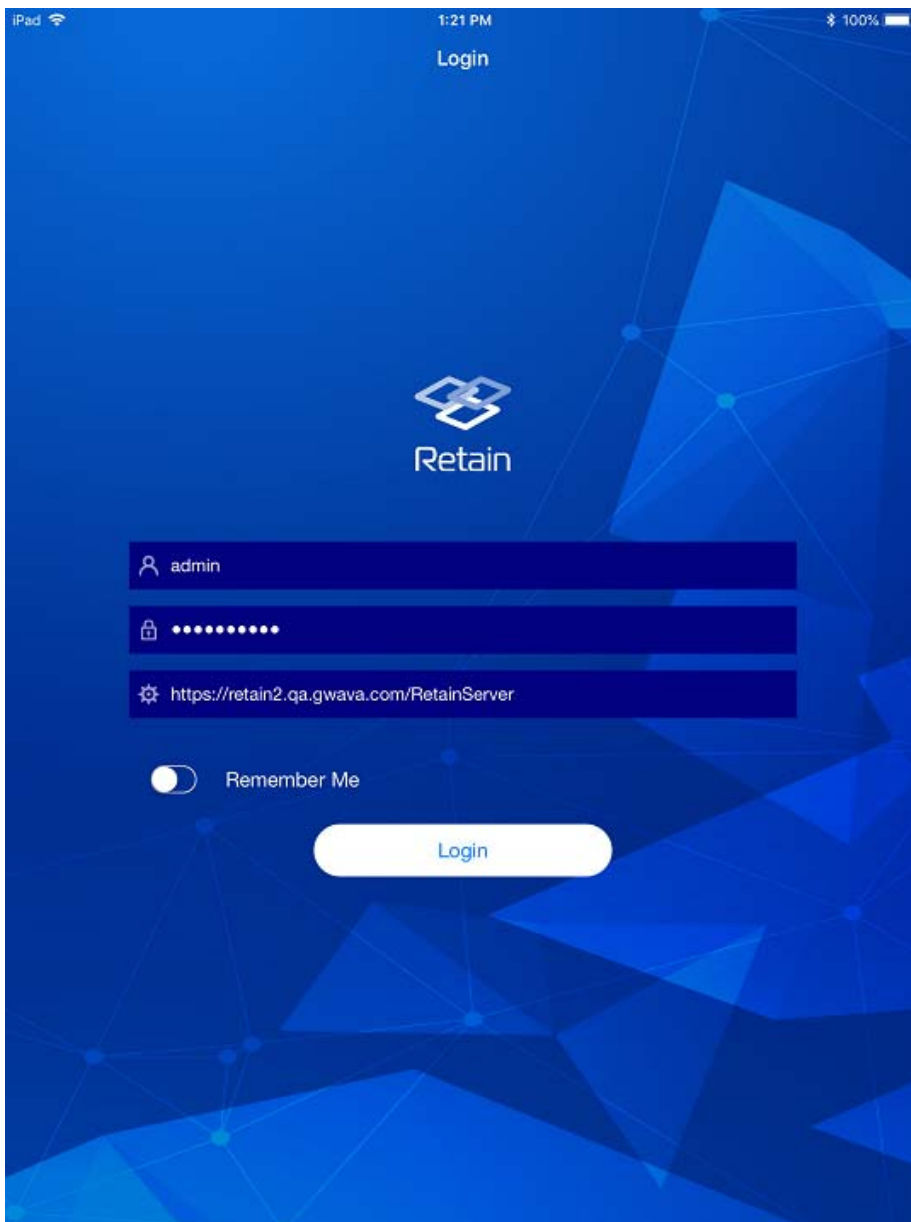 iPad 1:21 PM 100%
Login
Retain
admin
••••••••••
https://retain2.qa.gwava.com/RetainServer
Remember Me
Login